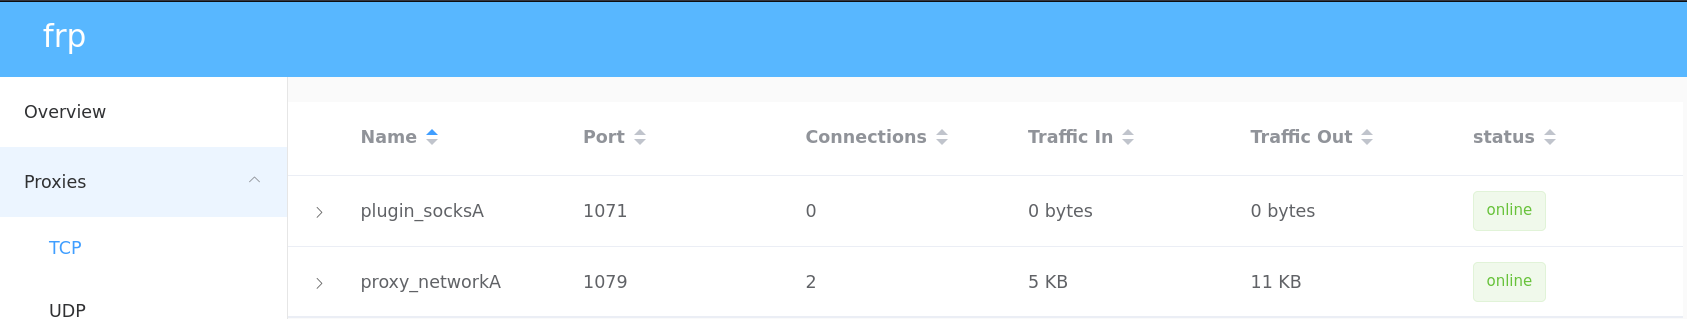 frp
Overview
Proxies
TCP
UDP
Name Port Connections Traffic In Traffic Out status
plugin_socksA 1071 0 0 bytes 0 bytes online
proxy_networkA 1079 2 5 KB 11 KB online